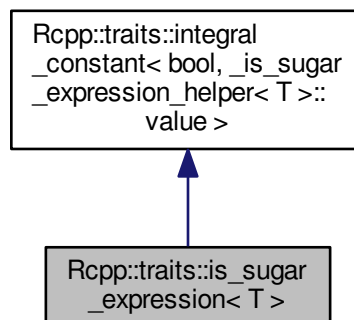 Rcpp::traits::integral
_constant< bool, _is_sugar
_expression_helper< T >::
value >
Rcpp::traits::is_sugar
_expression< T >